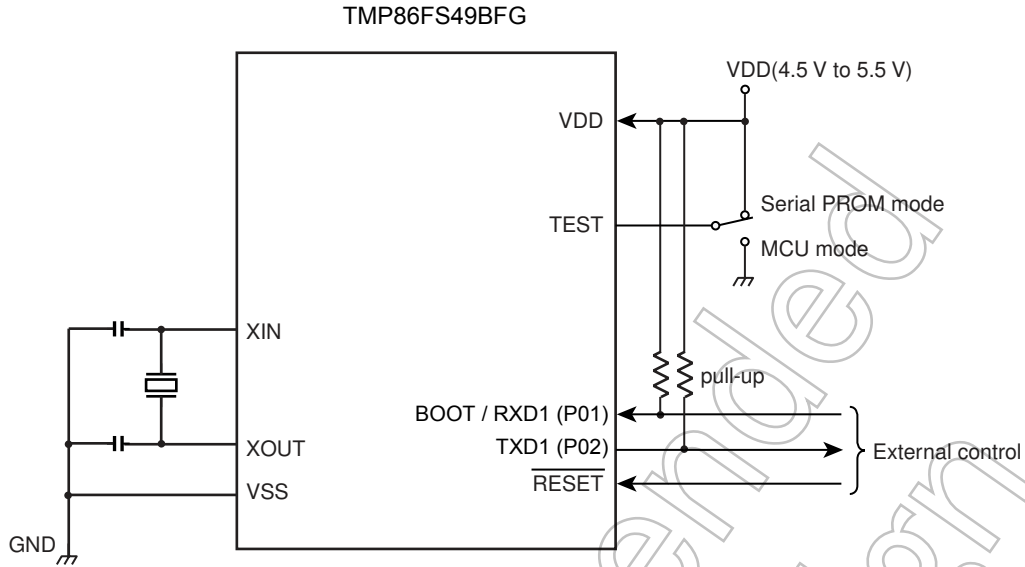 TMP86FS49BFG
VDD(4.5 V to 5.5 V)
VDD
Serial PROM mode
TEST
MCU mode
XIN
pull-up
BOOT / RXD1 (P01)
XOUT
TXD1 (P02)
External control
RESET
VSS
GND